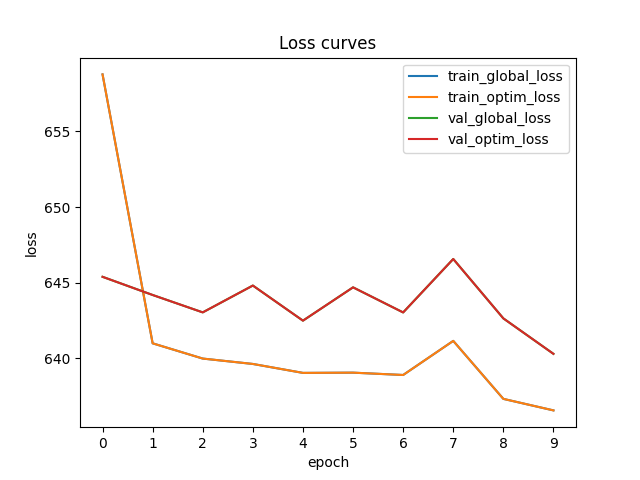 Loss curves
train_global_loss
train_optim_loss
val_global_loss
val_optim_loss
655
650
645
640
loss
0 1 2 3 4 5 6 7 8 9
epoch